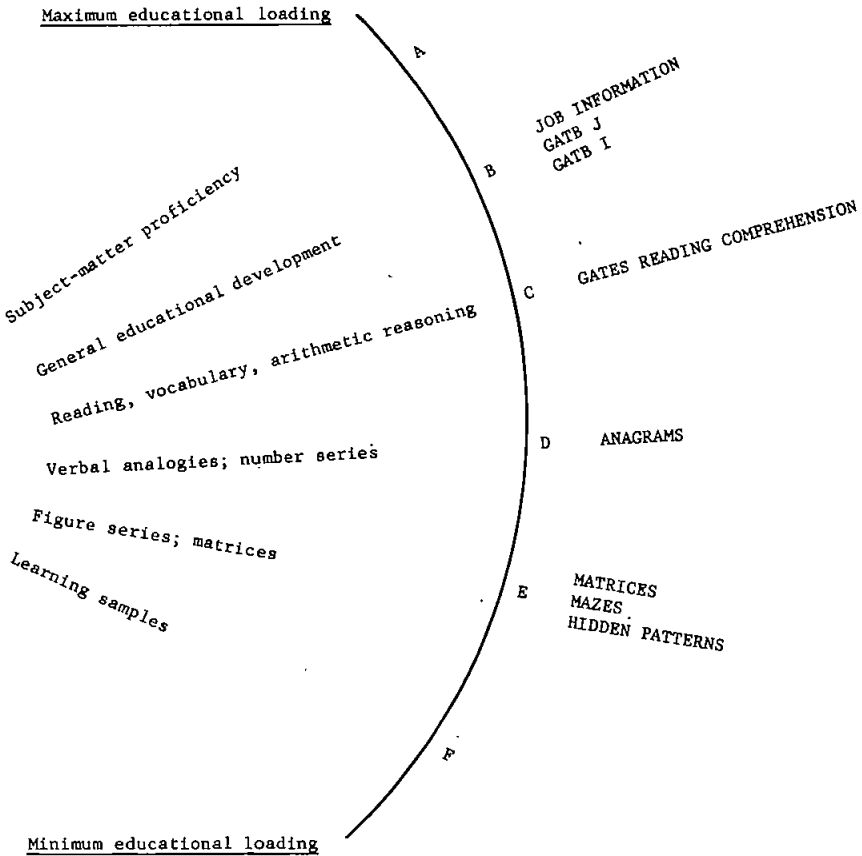 Maximum educational loading
A
JOB INFORMATION
GATB J
GATB I
B
Subject-matter proficiency
GATES READING COMPREHENSION
General educational development
C
Reading, vocabulary, arithmetic reasoning
D
ANAGRAMS
Verbal analogies; number series
Figure series; matrices
E
MATRICES
MAZES
HIDDEN PATTERNS
Learning samples
F
Minimum educational loading